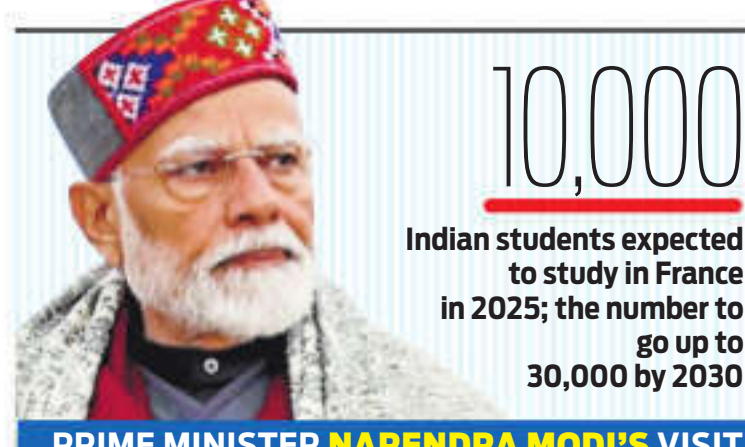 10,000
Indian students expected
to study in France
in 2025; the number to
go up to
30,000 by 2030
PRIME MINISTER NARENDRA MODI'S VISIT